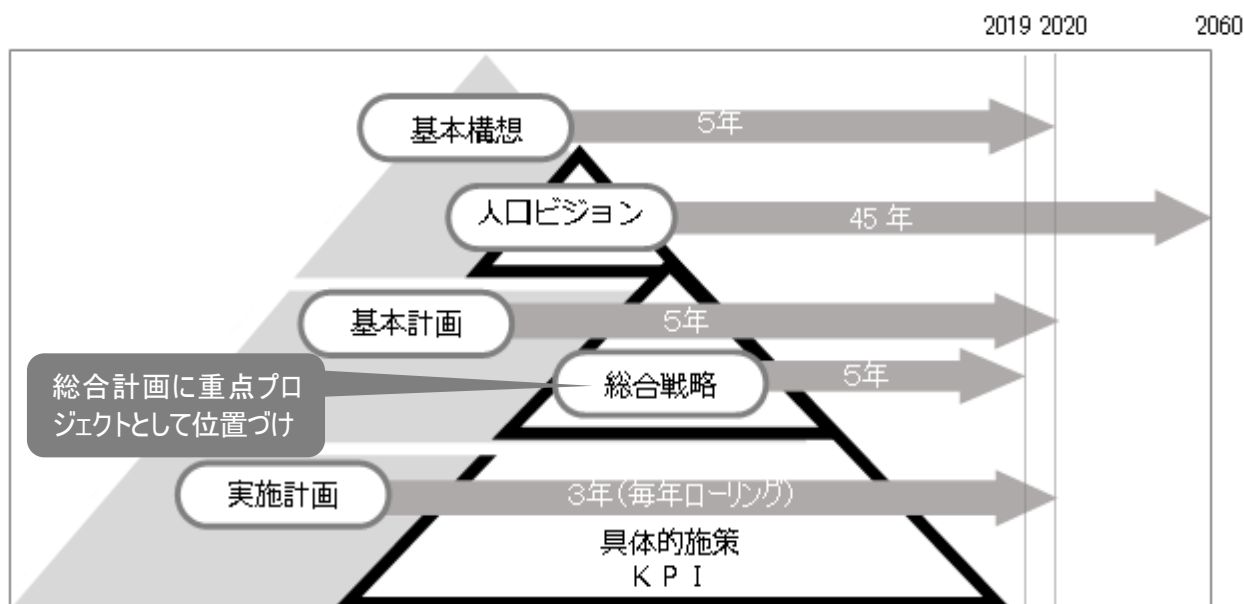 2019 2020 2060
基本構想 5年
人口ビジョン 45 年
基本計画 5年
総合戦略 5年
総合計画に重点プロ
ジェクトとして位置づけ
実施計画 3年(毎年ローリング)
具体的施策
ＫＰＩ